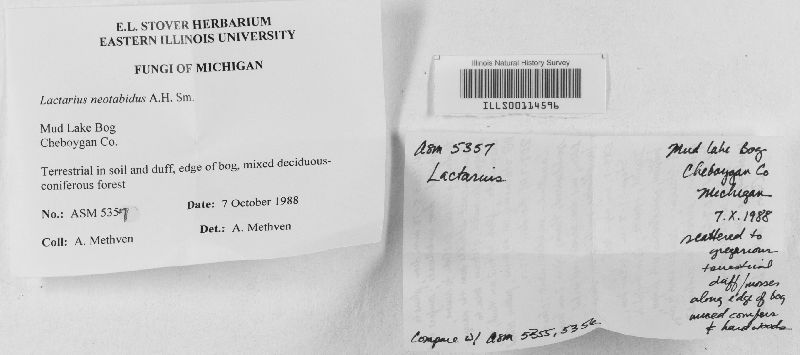 E.L. STOVER HERBARIUM
EASTERN ILLINOIS UNIVERSITY
FUNGI OF MICHIGAN
Lactarius neotabidus A.H. Sm.
Mud Lake Bog
Cheboygan Co.
Terrestrial in soil and duff, edge of bog, mixed deciduous-
coniferous forest
No.: ASM 5357
Date: 7 October 1988
Coll: A. Methven
Det.: A. Methven
Illinois Natural History Survey
ILLS00114596
ASM 5357
Lactarius
Mud Lake Bog
Cheboygan Co
Michigan
7.X.1988
scattered to
gregarious
terrestrial
duff/mosses
along edge of bog
mixed conifers
+ hardwoods
Compare w/ ASM 5355, 5356